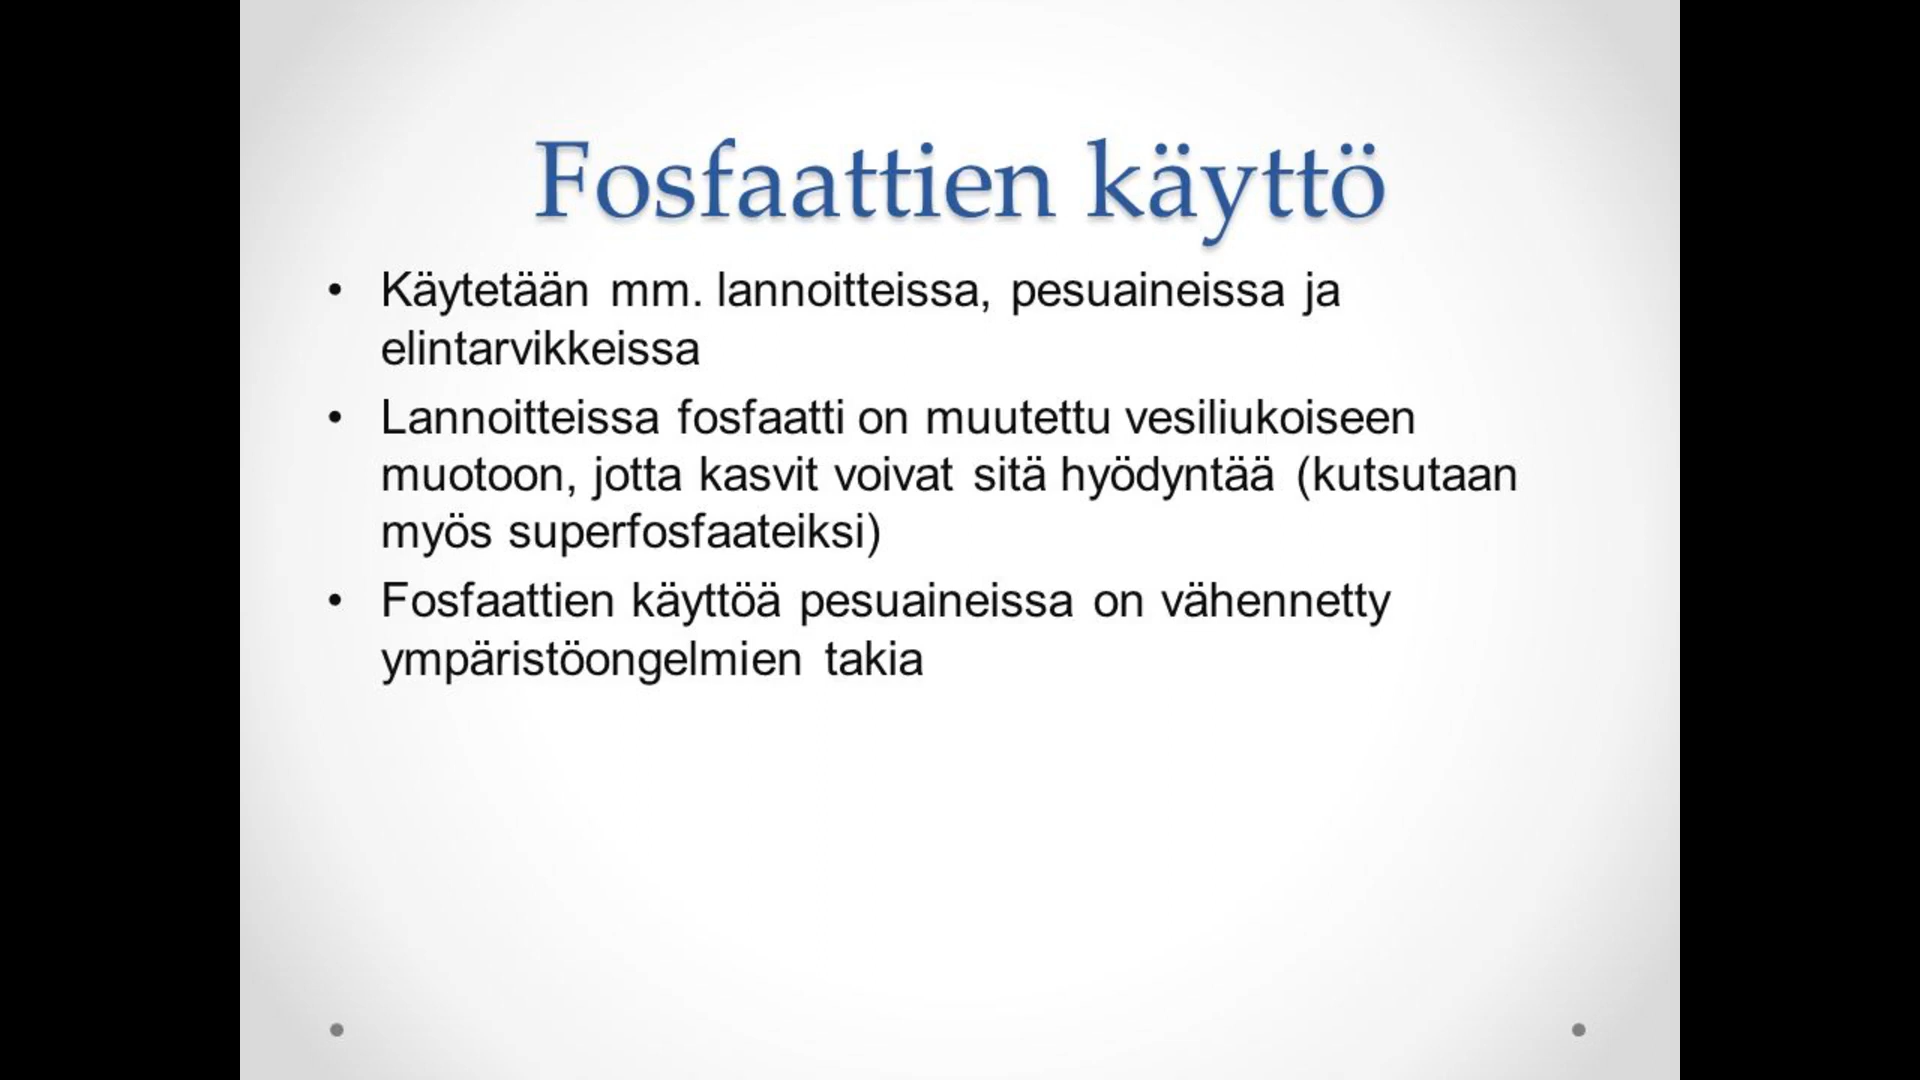 Fosfaattien käyttö
• Käytetään mm. lannoitteissa, pesuaineissa ja
elintarvikkeissa
• Lannoitteissa fosfaatti on muutettu vesiliukoiseen
muotoon, jotta kasvit voivat sitä hyödyntää (kutsutaan
myös superfosfaateiksi)
• Fosfaattien käyttöä pesuaineissa on vähennetty
ympäristöongelmien takia